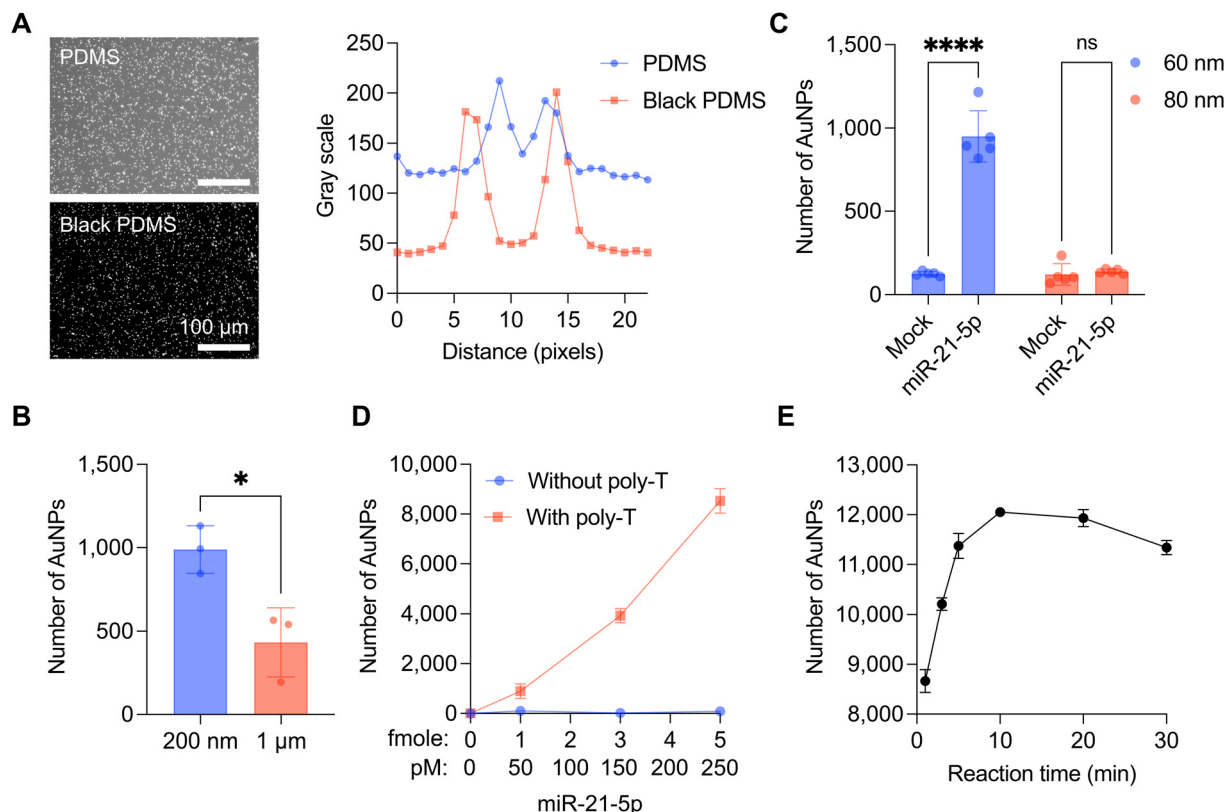 A
PDMS
Black PDMS
100 µm
250
200
150
100
50
0
Gray scale
0 5 10 15 20
Distance (pixels)
PDMS
Black PDMS
C
1,500
1,000
500
0
Number of AuNPs
**** ns
60 nm
80 nm
Mock
miR-21-5p
Mock
miR-21-5p
B
1,500
1,000
500
0
Number of AuNPs
*
200 nm 1 µm
D
10,000
8,000
6,000
4,000
2,000
0
Number of AuNPs
Without poly-T
With poly-T
fmole: 0 1 2 3 4 5
pM: 0 50 100 150 200 250
miR-21-5p
E
13,000
12,000
11,000
10,000
9,000
8,000
Number of AuNPs
0 10 20 30
Reaction time (min)